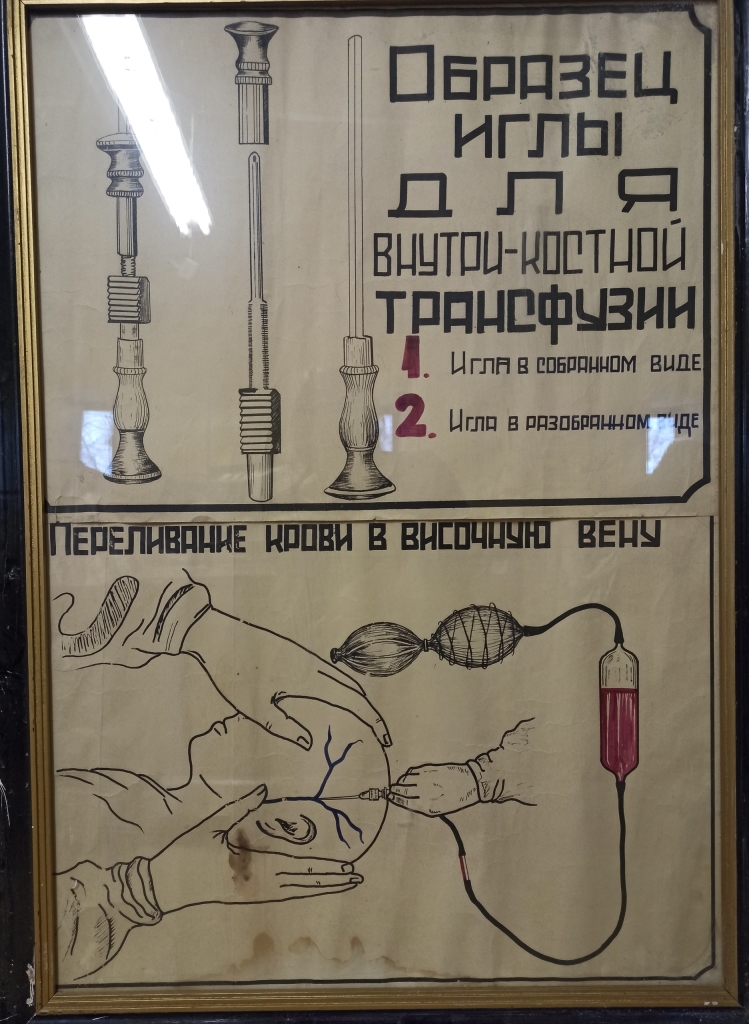 Образец
иглы
для
внутри-костной
трансфузии
1. Игла в собранном виде
2. Игла в разобранном виде
Переливание крови в височную вену